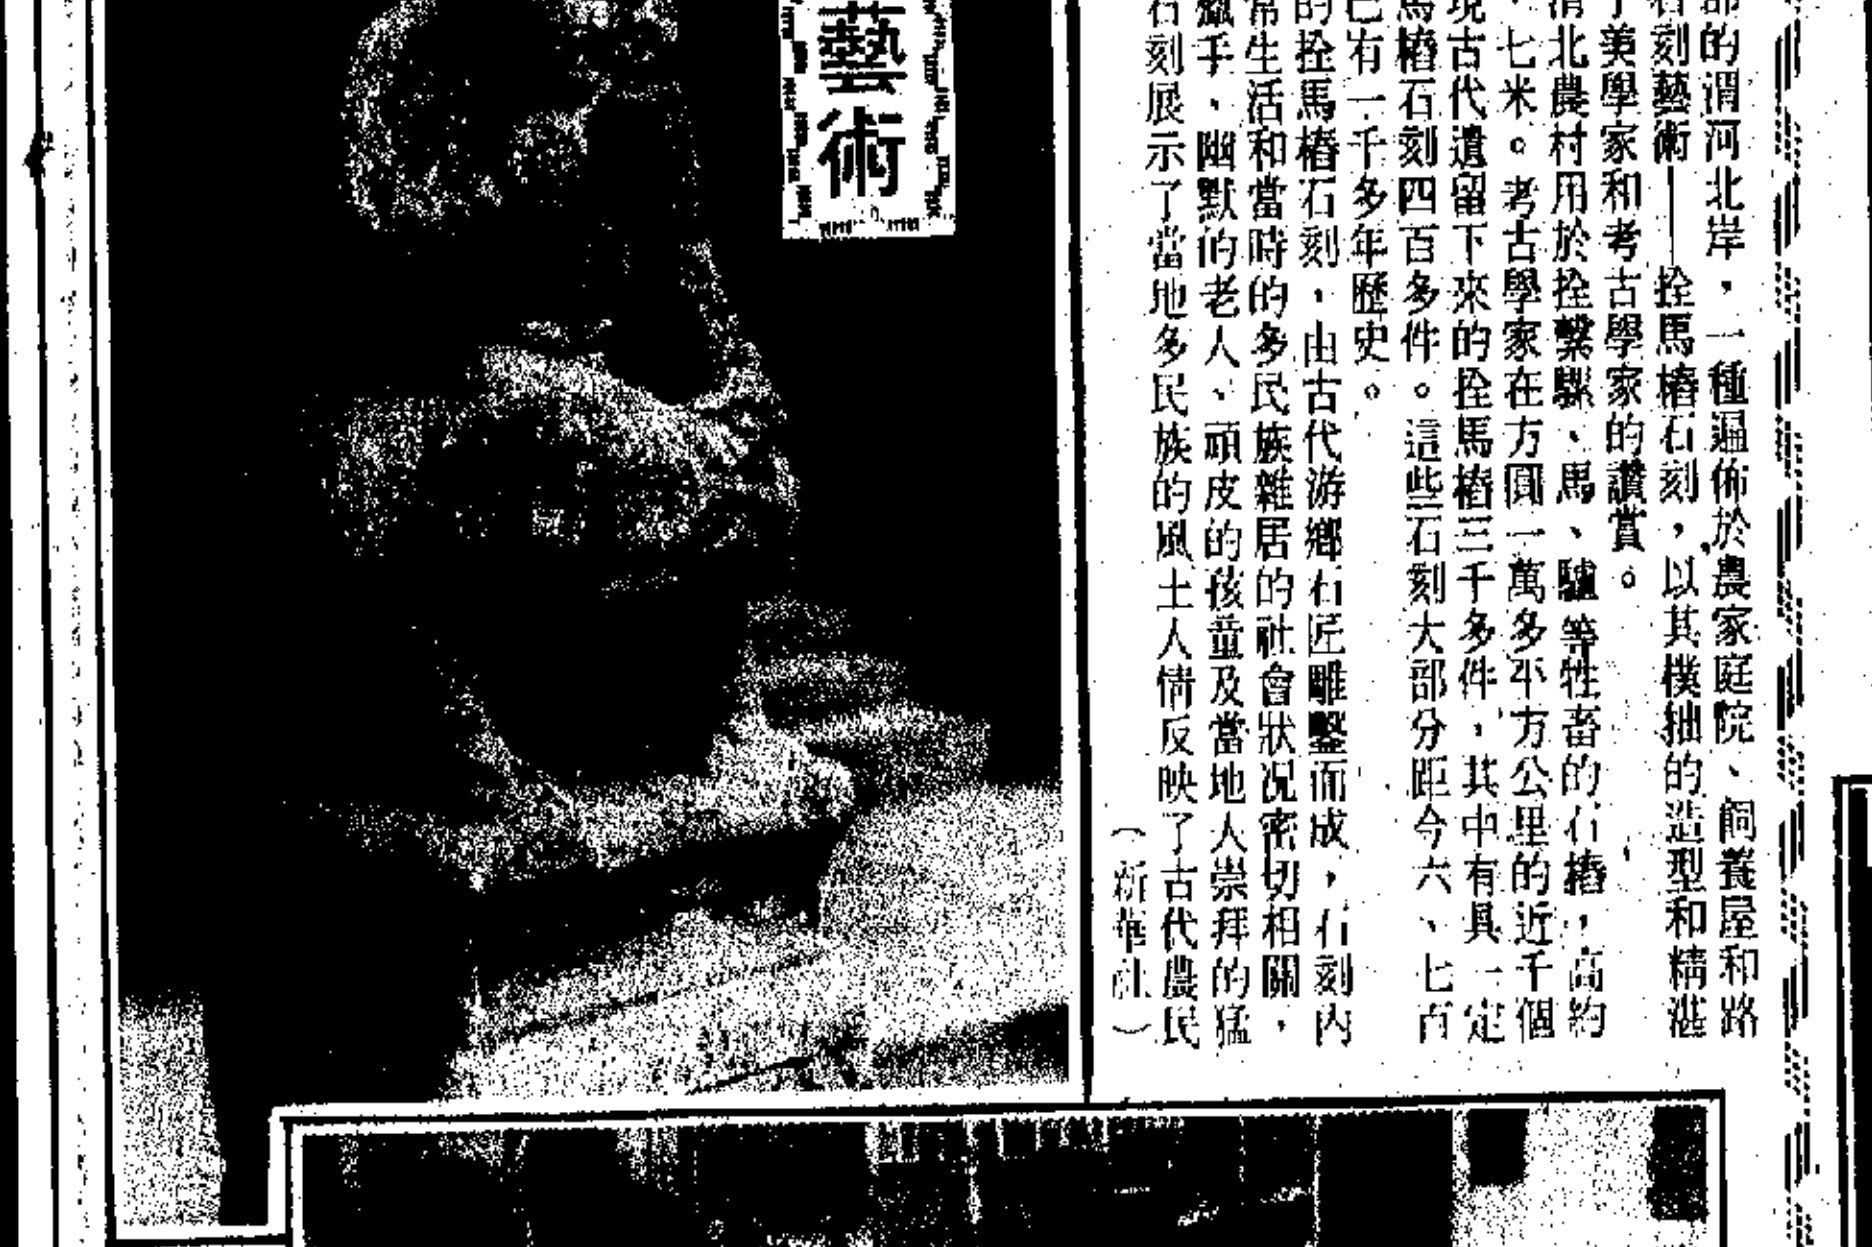 部的渭河北岸，一種遍佈於農家庭院、飼養屋和路
石刻藝術——拴馬樁石刻，以其樸拙的造型和精湛
了美學家和考古學家的讚賞。
渭北農村用於拴繫騾、馬、驢等牲畜的石樁，高約
、七米。考古學家在方圓一萬多平方公里的近千個
現古代遺留下來的拴馬樁三千多件，其中有具一定
馬樁石刻四百多件。這些石刻大部分距今六、七百
已有一千多年歷史。
的拴馬樁石刻，由古代游鄉石匠雕鑿而成，石刻內
常生活和當時的多民族雜居的社會狀況密切相關，
獵手、幽默的老人、頑皮的孩童及當地人崇拜的猛
石刻展示了當地多民族的風土人情反映了古代農民
（新華社）
藝術